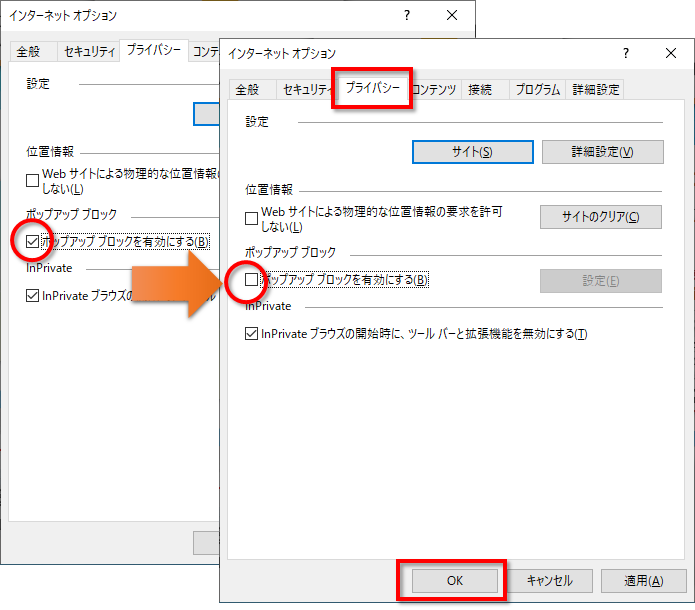 インターネット オプション
?
全般
セキュリティ
プライバシー
コンテ
設定
位置情報
Web サイトによる物理的な位置情報
しない(L)
ポップアップ ブロック
ポップアップ ブロックを有効にする(B)
InPrivate
InPrivate ブラウズの
インターネット オプション
?
全般
セキュリティ
プライバシー
コンテンツ
接続
プログラム
詳細設定
設定
サイト(S)
詳細設定(V)
位置情報
Web サイトによる物理的な位置情報の要求を許可
しない(L)
サイトのクリア(C)
ポップアップ ブロック
ポップアップ ブロックを有効にする(B)
設定(E)
InPrivate
InPrivate ブラウズの開始時に、ツール バーと拡張機能を無効にする(T)
OK
キャンセル
適用(A)